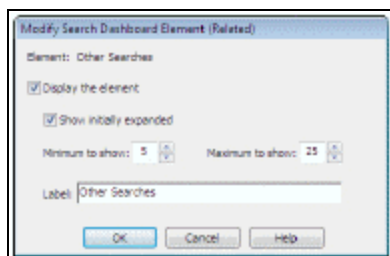 Modify Search Dashboard Element (Related)
Element: Other Searches
Display the element
Show initially expanded
Minimum to show: 5 Maximum to show: 25
Label: Other Searches
OK Cancel Help